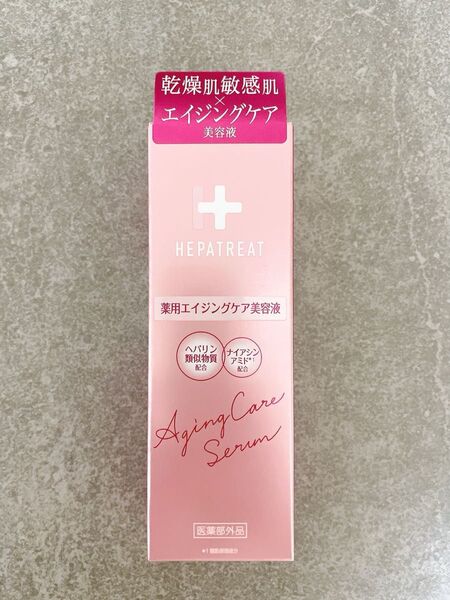 乾燥肌敏感肌
×
エイジングケア
美容液
HEPATREAT
薬用エイジングケア美容液
ヘパリン
類似物質
配合
ナイアシン
アミド*1
配合
Aging Care
Serum
医薬部外品